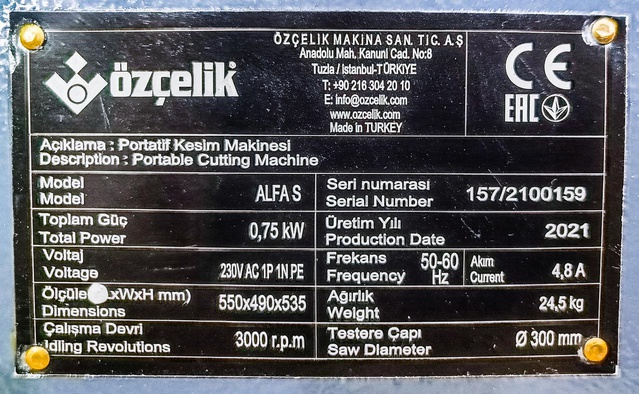 özçelik
ÖZÇELİK MAKİNA SAN. TİC. A.Ş
Anadolu Mah. Kanuni Cad. No:8
Tuzla / İstanbul-TÜRKİYE
T: +90 216 304 20 10
E: info@ozcelik.com
www.ozcelik.com
Made in TURKEY
CE
EAC
Açıklama : Portatif Kesim Makinesi
Description : Portable Cutting Machine
Model
Model
ALFA S
Seri numarası
Serial Number
157/2100159
Toplam Güç
Total Power
0,75 kW
Üretim Yılı
Production Date
2021
Voltaj
Voltage
230V AC 1P 1N PE
Frekans
Frequency
50-60
Hz
Akım
Current
4,8 A
WxH mm)
Dimensions
550x490x535
Ağırlık
Weight
24,5 kg
Çalışma Devri
Idling Revolutions
3000 r.p.m
Testere Çapı
Saw Diameter
Ø 300 mm